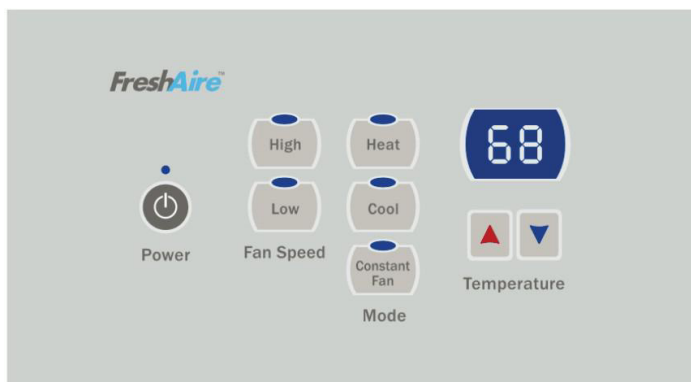 FreshAire™
High
Heat
68
Low
Cool
Power
Fan Speed
Constant
Fan
Temperature
Mode